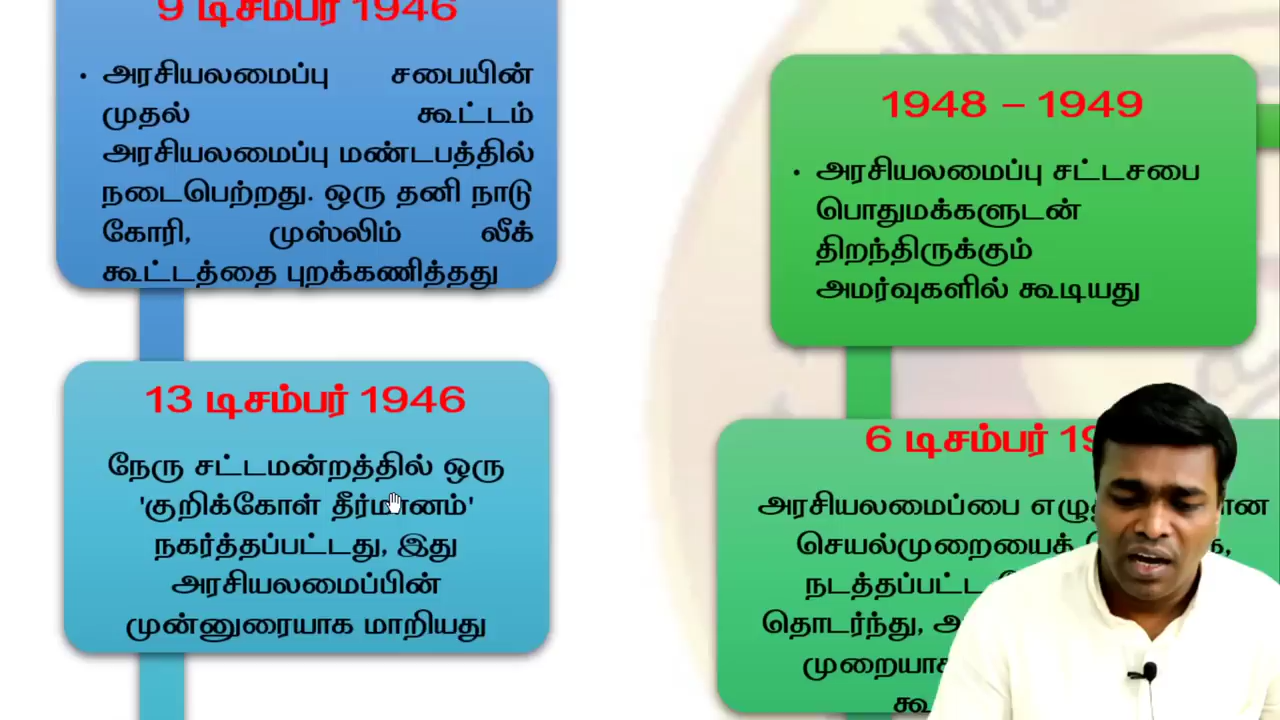 9 டிசம்பர் 1946
• அரசியலமைப்பு சபையின்
முதல் கூட்டம்
அரசியலமைப்பு மண்டபத்தில்
நடைபெற்றது. ஒரு தனி நாடு
கோரி, முஸ்லிம் லீக்
கூட்டத்தை புறக்கணித்தது
13 டிசம்பர் 1946
நேரு சட்டமன்றத்தில் ஒரு
'குறிக்கோள் தீர்மானம்'
நகர்த்தப்பட்டது, இது
அரசியலமைப்பின்
முன்னுரையாக மாறியது
1948 – 1949
• அரசியலமைப்பு சட்டசபை
பொதுமக்களுடன்
திறந்திருக்கும்
அமர்வுகளில் கூடியது
6 டிசம்பர்
அரசியலமைப்பை
செயல்முறையைக்
நடத்தப்பட்ட
தொடர்ந்து,